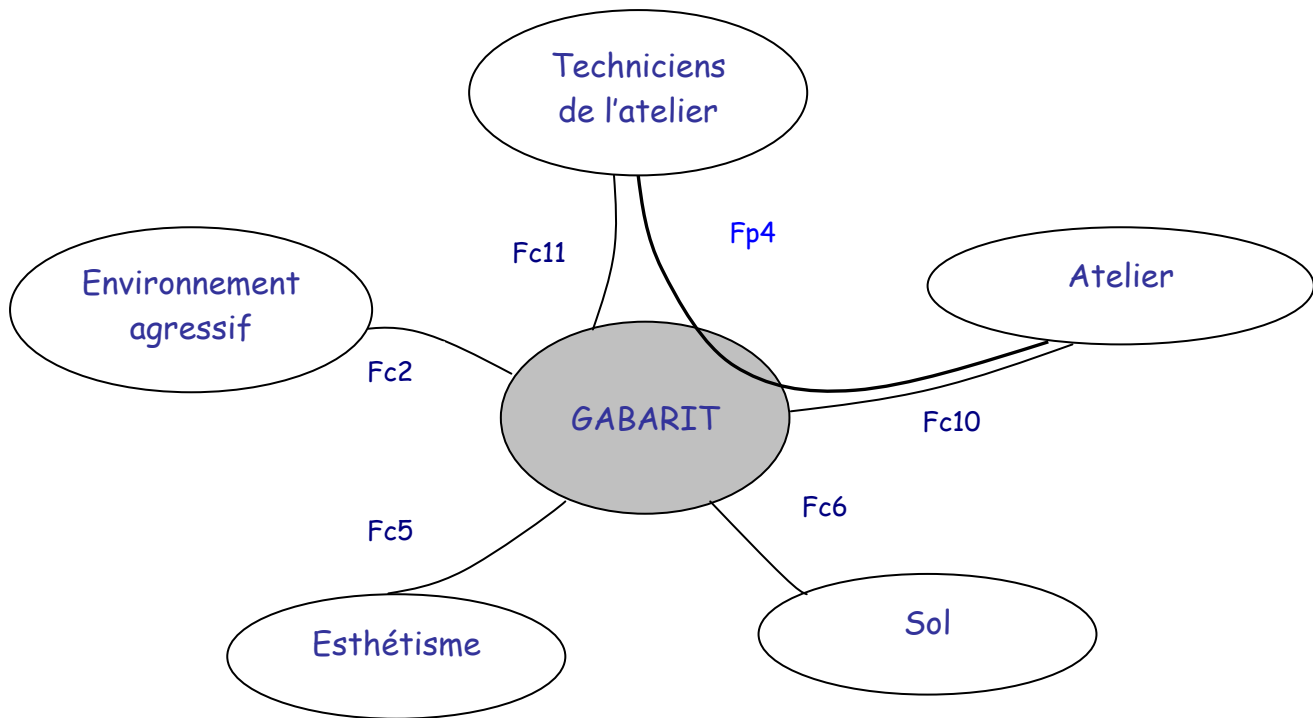 Techniciens
de l'atelier
Fp4
Fc11
Environnement
agressif
Atelier
Fc2
GABARIT
Fc10
Fc6
Fc5
Esthétisme
Sol